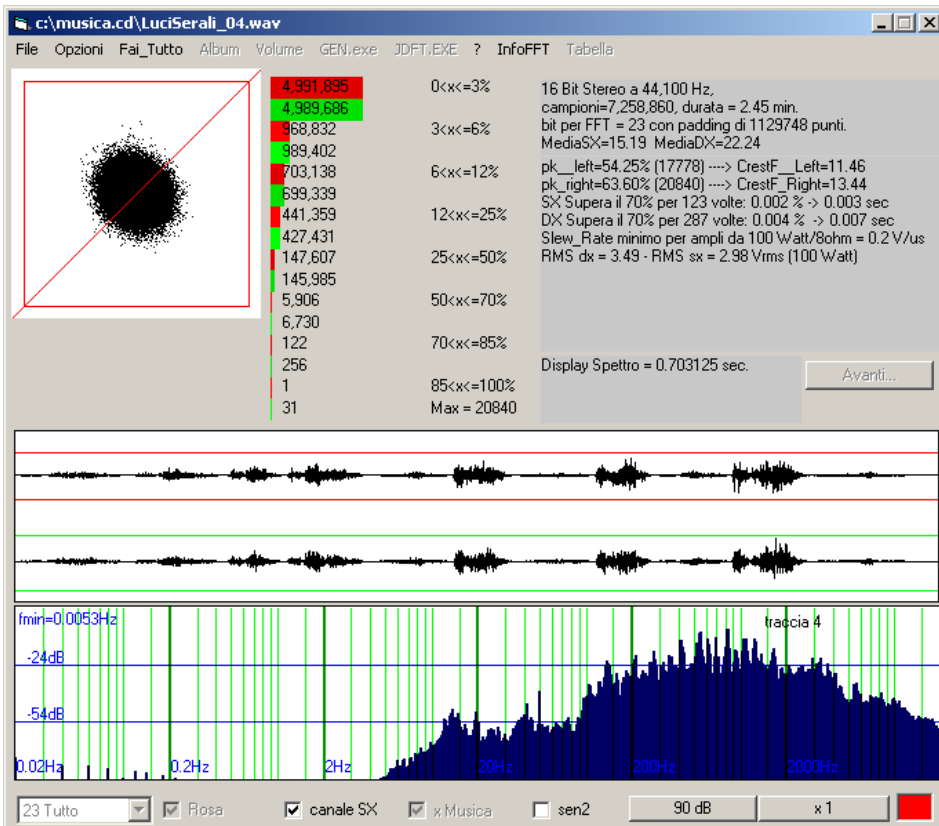 c:\musica.cd\LuciSerali_04.wav
File Opzioni Fai_Tutto Album Volume GEN.exe JDFT.EXE ? InfoFFT Tabella
4,991,895 0<x<=3%
4,989,686
968,832 3<x<=6%
989,402
703,138 6<x<=12%
699,339
441,359 12<x<=25%
427,431
147,607 25<x<=50%
145,985
5,906 50<x<=70%
6,730
122 70<x<=85%
256
1 85<x<=100%
31 Max = 20840
16 Bit Stereo a 44,100 Hz,
campioni=7,258,860, durata = 2.45 min.
bit per FFT = 23 con padding di 1129748 punti.
MediaSX=15.19 MediaDX=22.24
pk__left=54.25% (17778) ----> CrestF__Left=11.46
pk_right=63.60% (20840) ----> CrestF_Right=13.44
SX Supera il 70% per 123 volte: 0.002 % -> 0.003 sec
DX Supera il 70% per 287 volte: 0.004 % -> 0.007 sec
Slew_Rate minimo per ampli da 100 Watt/8ohm = 0.2 V/us
RMS dx = 3.49 - RMS sx = 2.98 Vrms (100 Watt)
Display Spettro = 0.703125 sec.
Avanti...
fmin=0.0053Hz traccia 4
-24dB
-54dB
0.02Hz 0.2Hz 2Hz 20Hz 200Hz 2000Hz
23 Tutto Rosa canale SX x Musica sen2 90 dB x 1